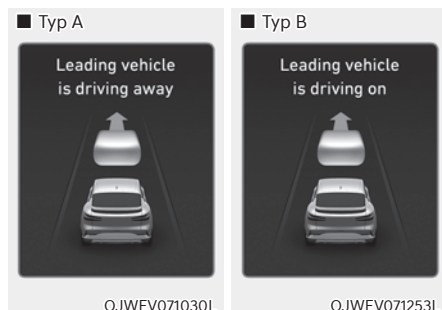 ■ Typ A
Leading vehicle
is driving away
OJWEV071030L
■ Typ B
Leading vehicle
is driving on
OJWEV071253L